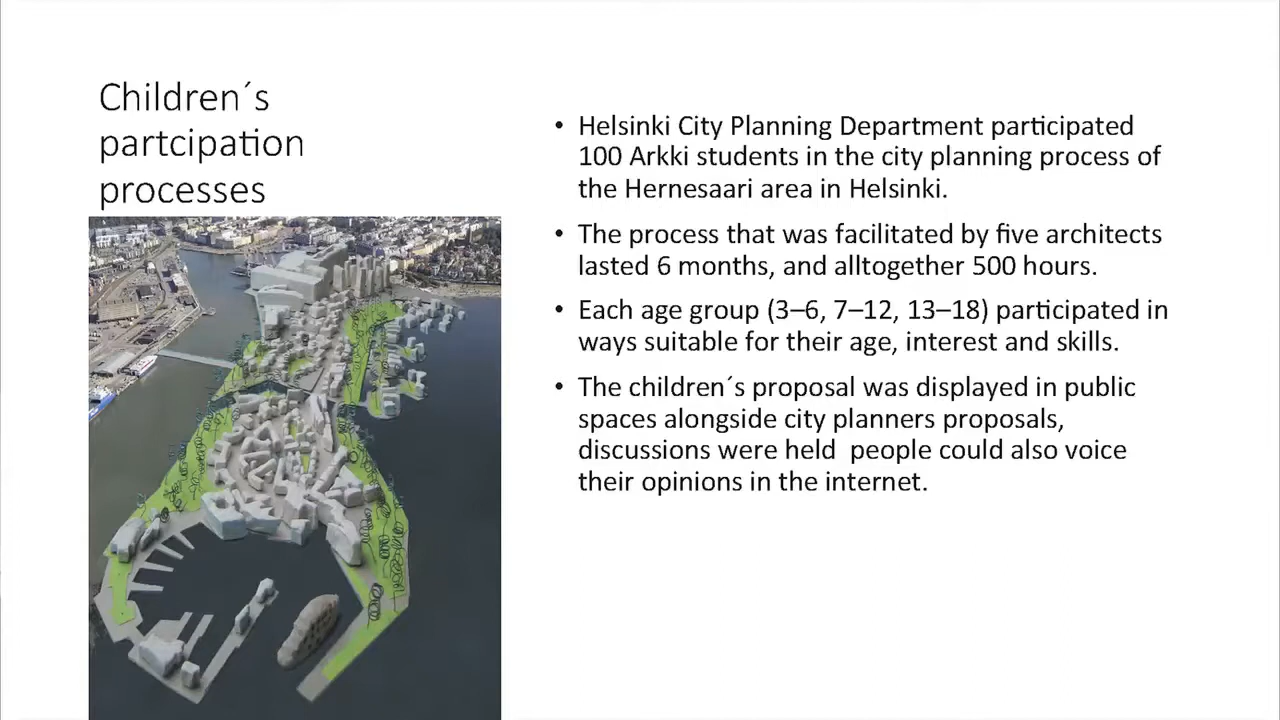 Children´s
partcipation
processes
• Helsinki City Planning Department participated
100 Arkki students in the city planning process of
the Hernesaari area in Helsinki.
• The process that was facilitated by five architects
lasted 6 months, and alltogether 500 hours.
• Each age group (3–6, 7–12, 13–18) participated in
ways suitable for their age, interest and skills.
• The children´s proposal was displayed in public
spaces alongside city planners proposals,
discussions were held  people could also voice
their opinions in the internet.